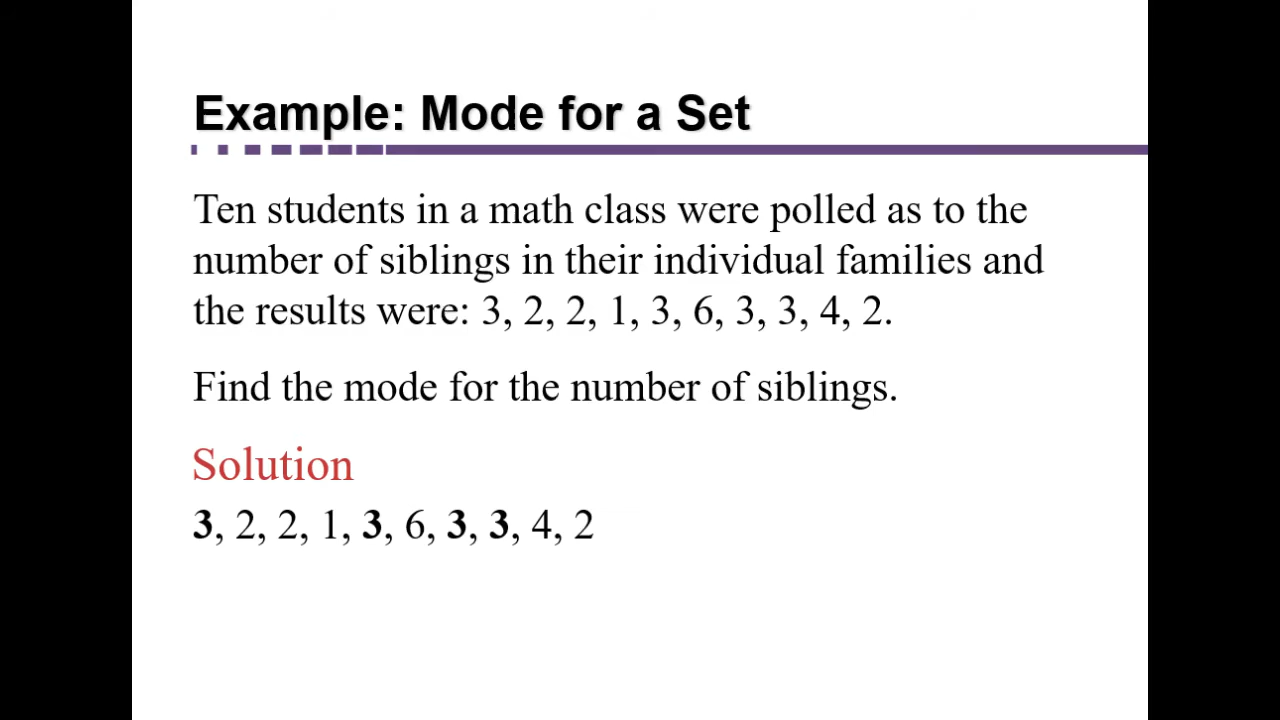 Example: Mode for a Set
Ten students in a math class were polled as to the
number of siblings in their individual families and
the results were: 3, 2, 2, 1, 3, 6, 3, 3, 4, 2.
Find the mode for the number of siblings.
Solution
3, 2, 2, 1, 3, 6, 3, 3, 4, 2